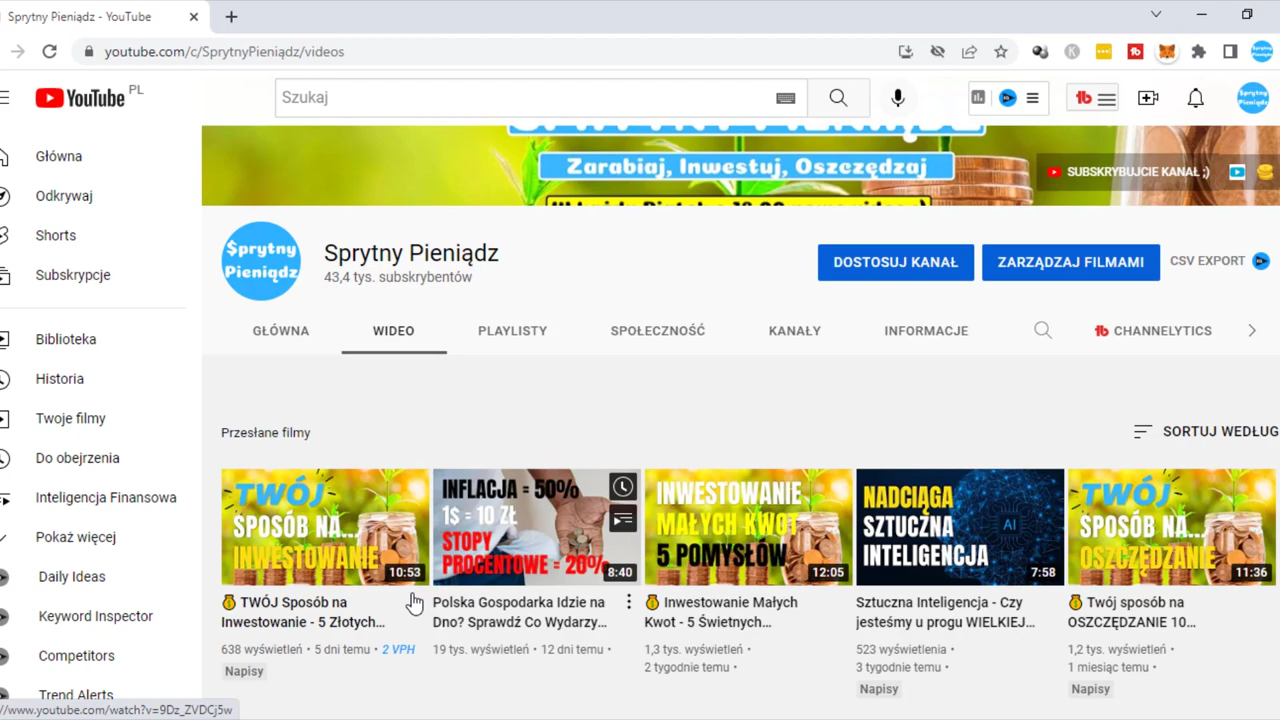 Sprytny Pieniądz - YouTube
youtube.com/c/SprytnyPieniądz/videos
YouTube PL
Szukaj
Zarabiaj, Inwestuj, Oszczędzaj
SUBSKRYBUJCIE KANAŁ ;)
Główna
Odkrywaj
Shorts
Subskrypcje
Biblioteka
Historia
Twoje filmy
Do obejrzenia
Inteligencja Finansowa
Pokaż więcej
Daily Ideas
Keyword Inspector
Competitors
Trend Alerts
$prytny
Pieniądz
Sprytny Pieniądz
43,4 tys. subskrybentów
DOSTOSUJ KANAŁ
ZARZĄDZAJ FILMAMI
CSV EXPORT
GŁÓWNA
WIDEO
PLAYLISTY
SPOŁECZNOŚĆ
KANAŁY
INFORMACJE
CHANNELYTICS
Przesłane filmy
SORTUJ WEDŁUG
TWÓJ
SPOSÓB NA...
INWESTOWANIE
10:53
TWÓJ Sposób na
Inwestowanie - 5 Złotych...
638 wyświetleń • 5 dni temu • 2 VPH
Napisy
INFLACJA = 50%
1$ = 10 ZŁ
STOPY
PROCENTOWE = 20%
8:40
Polska Gospodarka Idzie na
Dno? Sprawdź Co Wydarzy...
19 tys. wyświetleń • 12 dni temu •
INWESTOWANIE
MAŁYCH KWOT
5 POMYSŁÓW
12:05
Inwestowanie Małych
Kwot - 5 Świetnych...
1,3 tys. wyświetleń •
2 tygodnie temu •
NADCIĄGA
SZTUCZNA
INTELIGENCJA
AI
7:58
Sztuczna Inteligencja - Czy
jesteśmy u progu WIELKIEJ...
523 wyświetlenia •
3 tygodnie temu •
Napisy
TWÓJ
SPOSÓB NA...
OSZCZĘDZANIE
11:36
Twój sposób na
OSZCZĘDZANIE 10...
1,2 tys. wyświetleń •
1 miesiąc temu •
Napisy
//www.youtube.com/watch?v=9Dz_ZVDCj5w